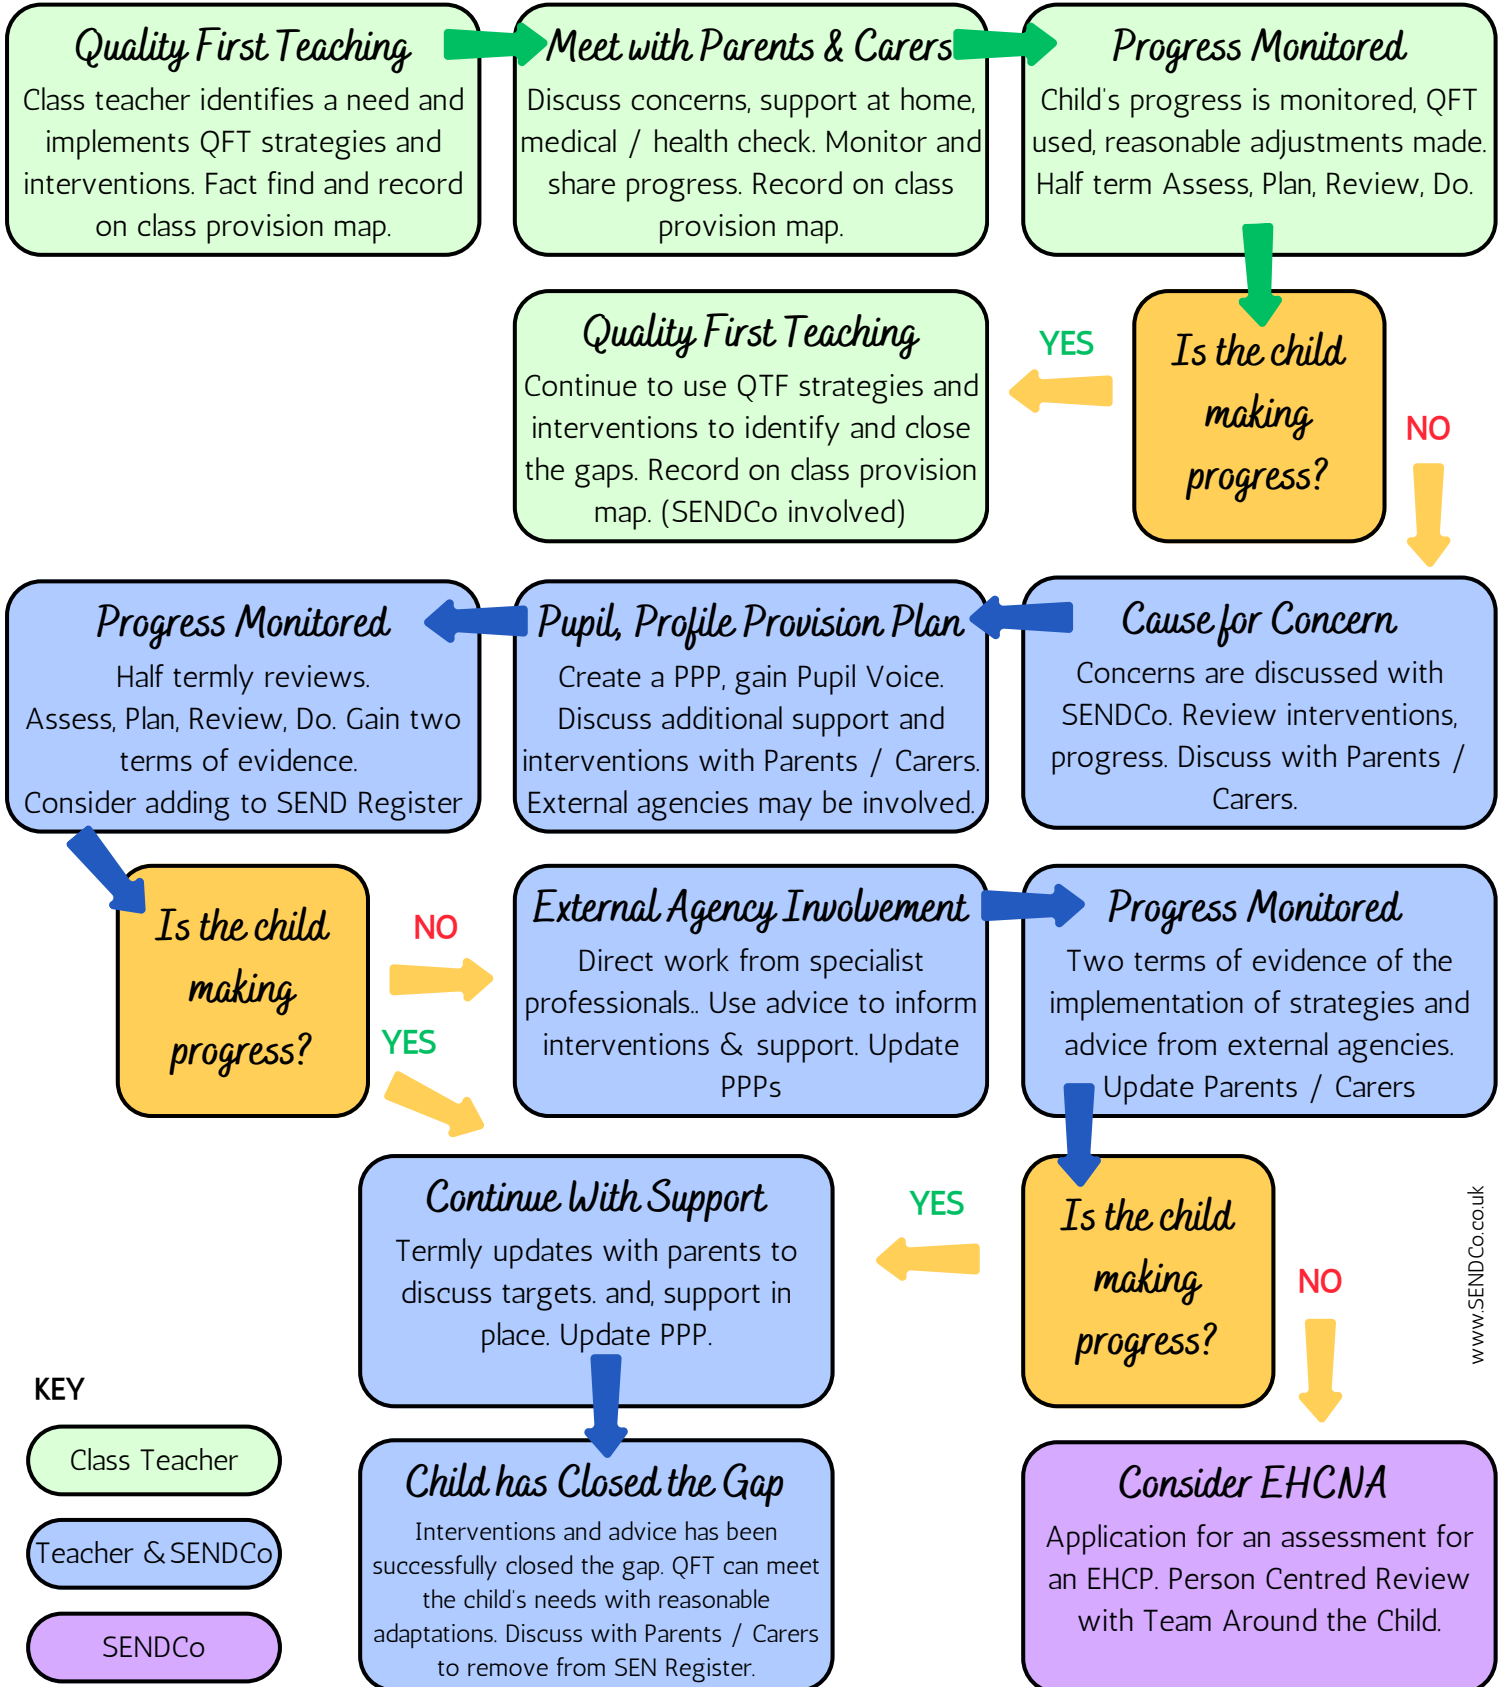 Quality First Teaching
Class teacher identifies a need and
implements QFT strategies and
interventions. Fact find and record
on class provision map.
Meet with Parents & Carers
Discuss concerns, support at home,
medical / health check. Monitor and
share progress. Record on class
provision map.
Progress Monitored
Child's progress is monitored, QFT
used, reasonable adjustments made.
Half term Assess, Plan, Review, Do.
Is the child
making
progress?
YES
NO
Quality First Teaching
Continue to use QTF strategies and
interventions to identify and close
the gaps. Record on class provision
map. (SENDCo involved)
Cause for Concern
Concerns are discussed with
SENDCo. Review interventions,
progress. Discuss with Parents /
Carers.
Pupil, Profile Provision Plan
Create a PPP, gain Pupil Voice.
Discuss additional support and
interventions with Parents / Carers.
External agencies may be involved.
Progress Monitored
Half termly reviews.
Assess, Plan, Review, Do. Gain two
terms of evidence.
Consider adding to SEND Register
Is the child
making
progress?
NO
YES
External Agency Involvement
Direct work from specialist
professionals.. Use advice to inform
interventions & support. Update
PPPs
Progress Monitored
Two terms of evidence of the
implementation of strategies and
advice from external agencies.
Update Parents / Carers
Is the child
making
progress?
YES
NO
Continue With Support
Termly updates with parents to
discuss targets. and, support in
place. Update PPP.
Child has Closed the Gap
Interventions and advice has been
successfully closed the gap. QFT can meet
the child's needs with reasonable
adaptations. Discuss with Parents / Carers
to remove from SEN Register.
Consider EHCNA
Application for an assessment for
an EHCP. Person Centred Review
with Team Around the Child.
KEY
Class Teacher
Teacher & SENDCo
SENDCo
www.SENDCo.co.uk